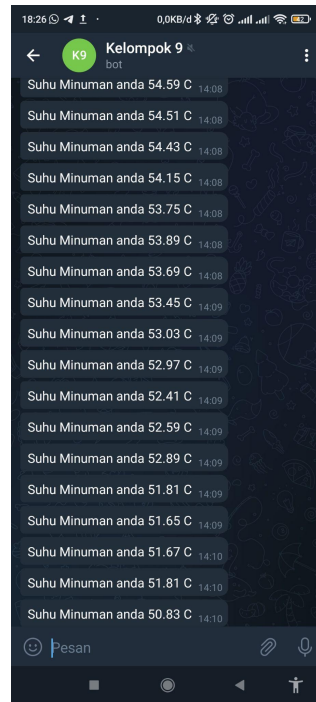 18:26 0,0KB/d 42
K9 Kelompok 9
bot
Suhu Minuman anda 54.59 C 14:08
Suhu Minuman anda 54.51 C 14:08
Suhu Minuman anda 54.43 C 14:08
Suhu Minuman anda 54.15 C 14:08
Suhu Minuman anda 53.75 C 14:08
Suhu Minuman anda 53.89 C 14:08
Suhu Minuman anda 53.69 C 14:08
Suhu Minuman anda 53.45 C 14:09
Suhu Minuman anda 53.03 C 14:09
Suhu Minuman anda 52.97 C 14:09
Suhu Minuman anda 52.41 C 14:09
Suhu Minuman anda 52.59 C 14:09
Suhu Minuman anda 52.89 C 14:09
Suhu Minuman anda 51.81 C 14:09
Suhu Minuman anda 51.65 C 14:09
Suhu Minuman anda 51.67 C 14:10
Suhu Minuman anda 51.81 C 14:10
Suhu Minuman anda 50.83 C 14:10
Pesan